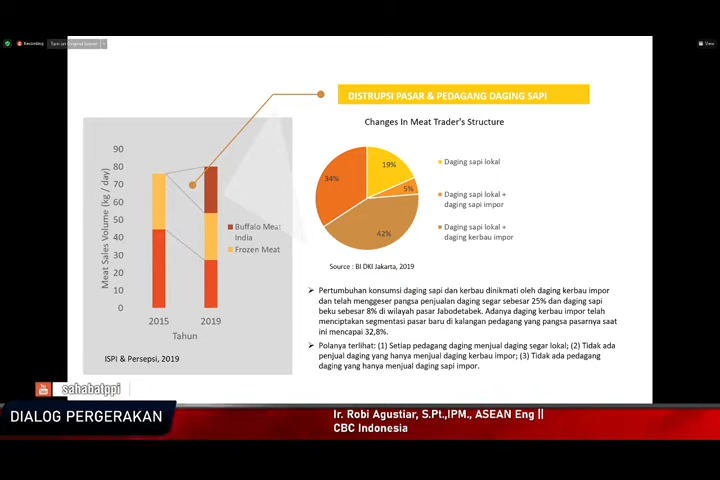 Recording
View
DISTRUPSI PASAR & PEDAGANG DAGING SAPI
Changes In Meat Trader's Structure
90
80
70
60
50
40
30
20
10
0
Meat Sales Volume (kg / day)
2015
2019
Tahun
Buffalo Meat
India
Frozen Meat
ISPI & Persepsi, 2019
19%
5%
42%
34%
Daging sapi lokal
Daging sapi lokal +
daging sapi impor
Daging sapi lokal +
daging kerbau impor
Source : BI DKI Jakarta, 2019
➢ Pertumbuhan konsumsi daging sapi dan kerbau dinikmati oleh daging kerbau impor
dan telah menggeser pangsa penjualan daging segar sebesar 25% dan daging sapi
beku sebesar 8% di wilayah pasar Jabodetabek. Adanya daging kerbau impor telah
menciptakan segmentasi pasar baru di kalangan pedagang yang pangsa pasarnya saat
ini mencapai 32,8%.
➢ Polanya terlihat: (1) Setiap pedagang daging menjual daging segar lokal; (2) Tidak ada
penjual daging yang hanya menjual daging kerbau impor; (3) Tidak ada pedagang
daging yang hanya menjual daging sapi impor.
sahabatppi
DIALOG PERGERAKAN
Ir. Robi Agustiar, S.Pt.,IPM., ASEAN Eng ||
CBC Indonesia